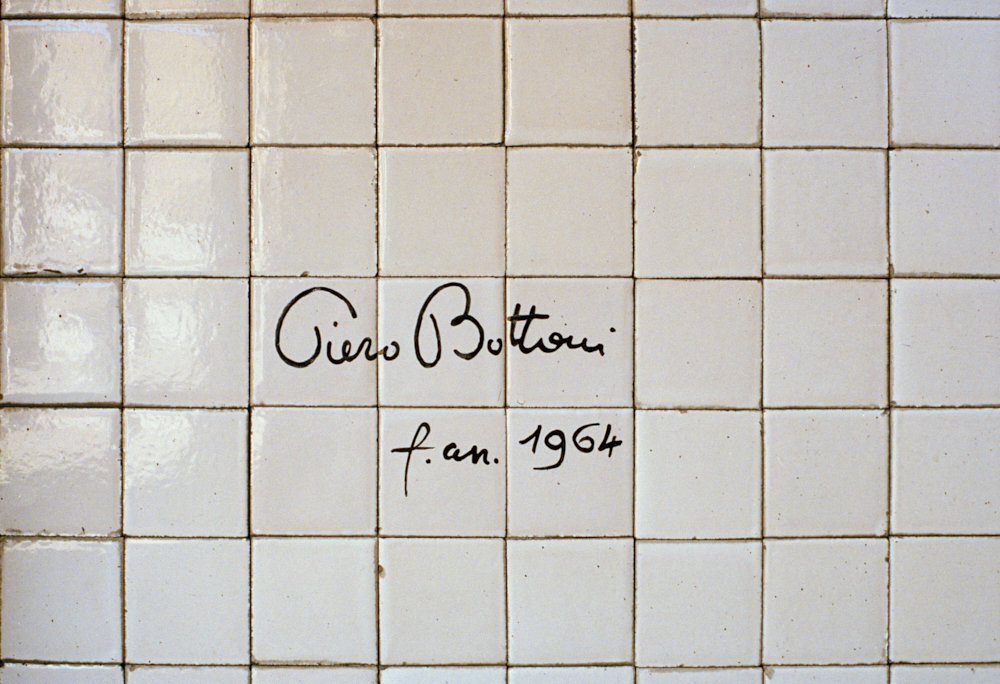 Piero Bottoni
f. an. 1964